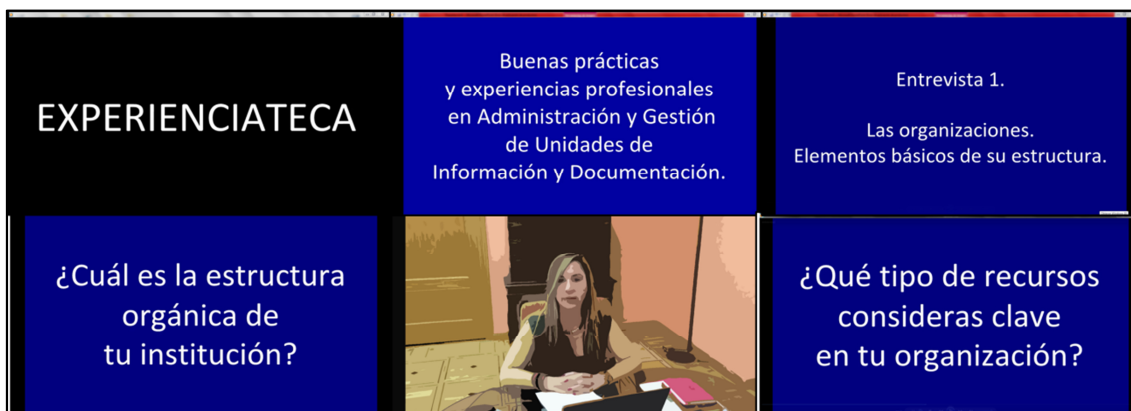 EXPERIENCIATECA
Buenas prácticas
y experiencias profesionales
en Administración y Gestión
de Unidades de
Información y Documentación.
Entrevista 1.
Las organizaciones.
Elementos básicos de su estructura.
¿Cuál es la estructura
orgánica de
tu institución?
¿Qué tipo de recursos
consideras clave
en tu organización?